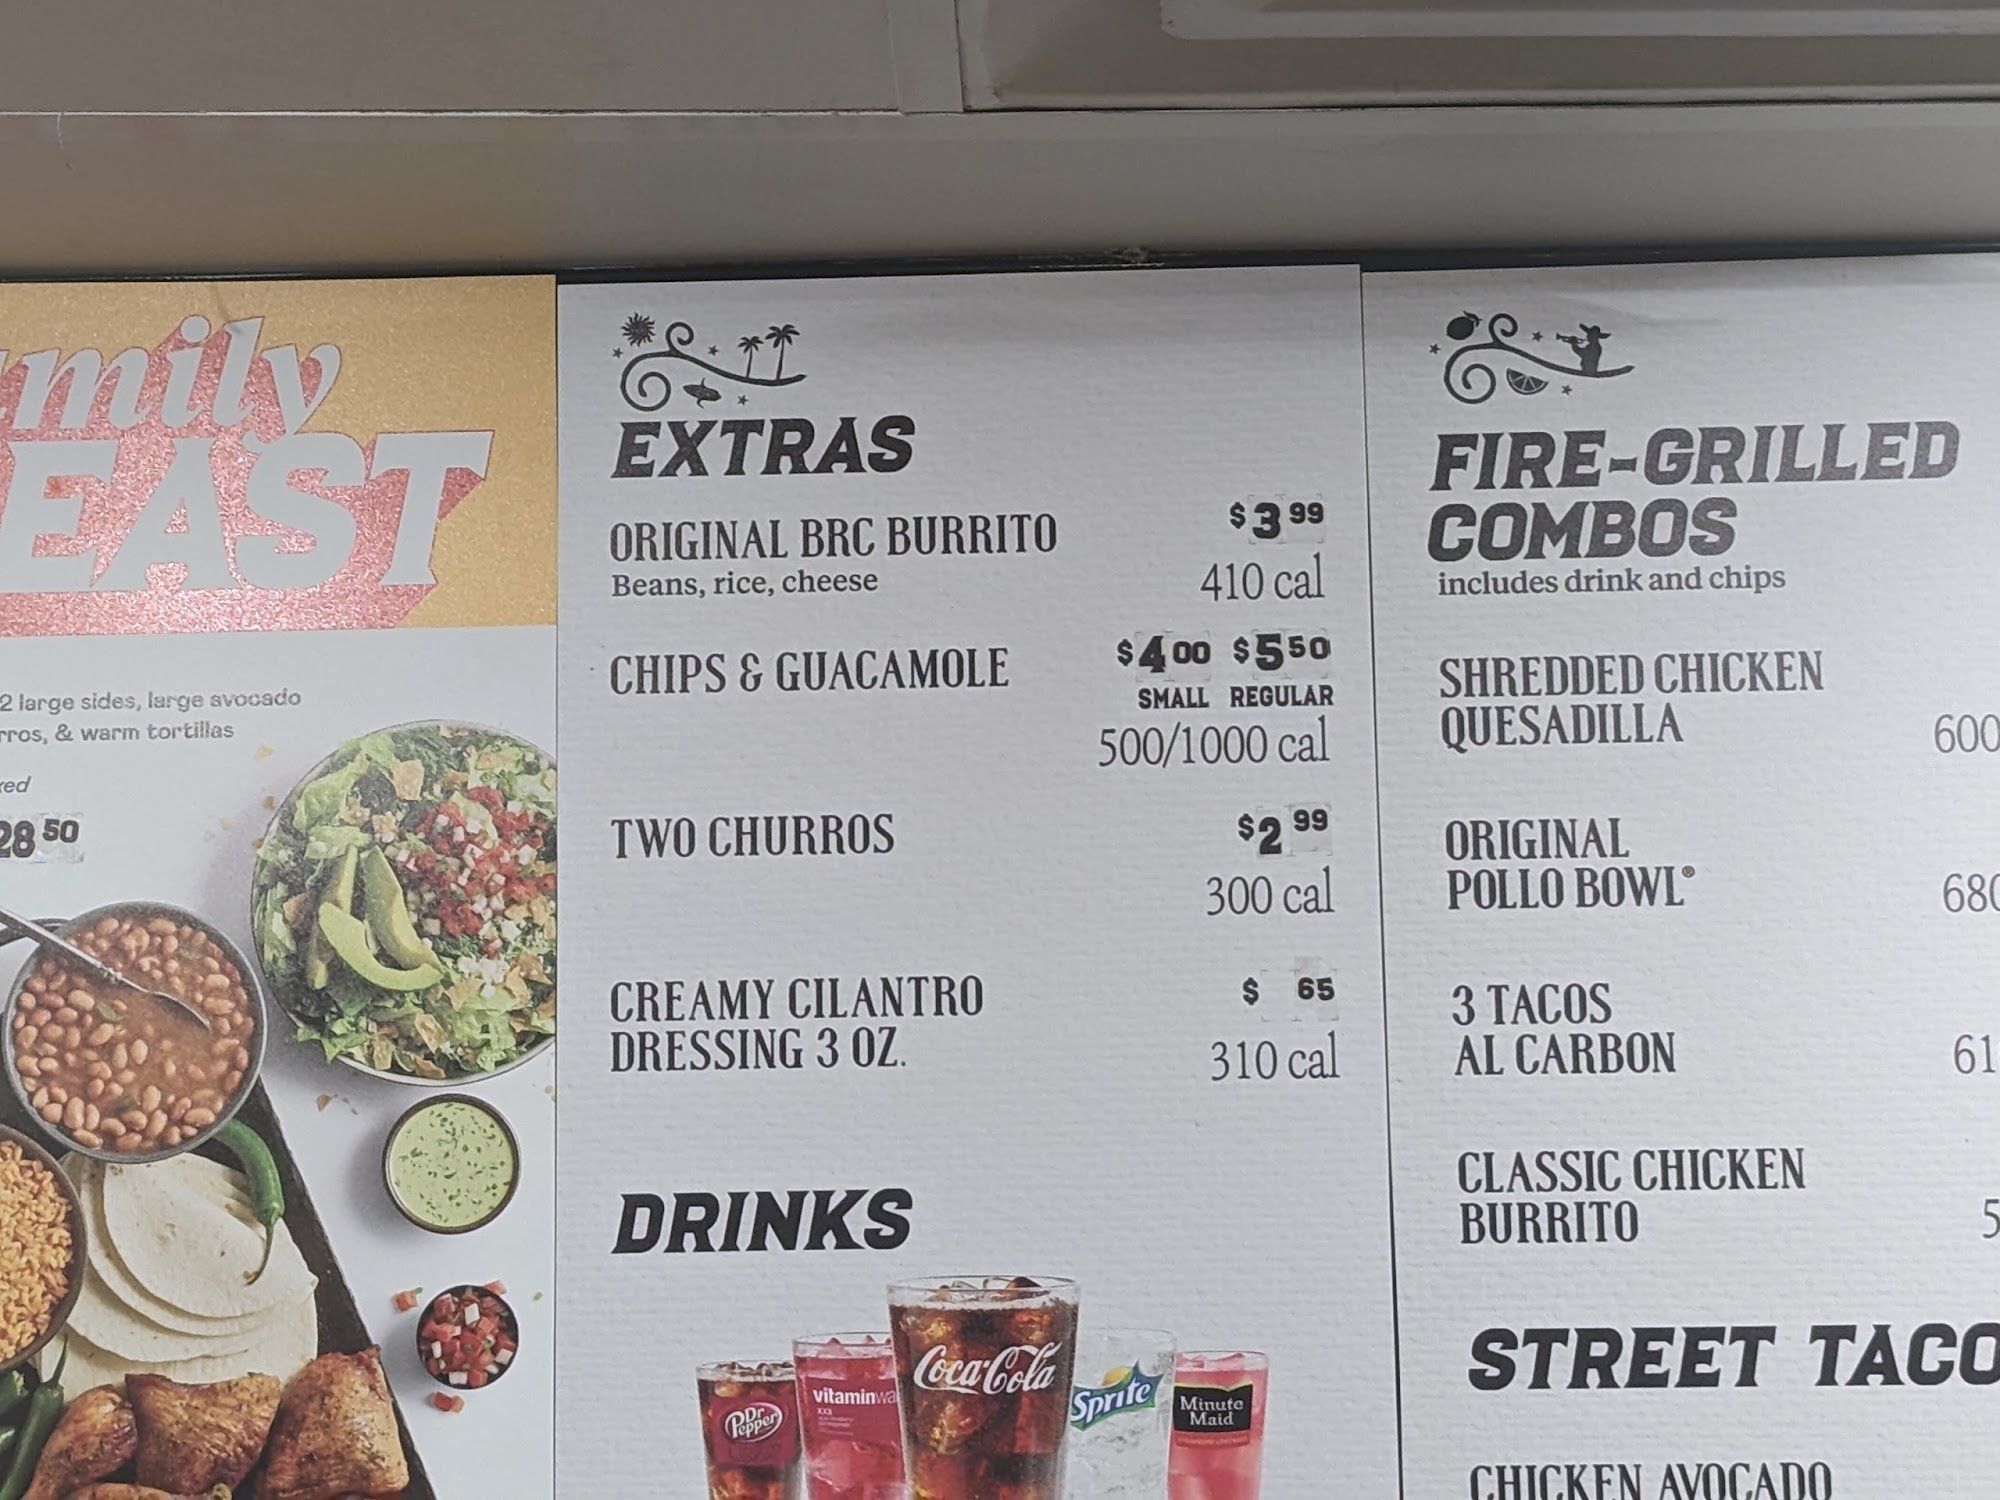 mily
EAST
2 large sides, large avocado
rros, & warm tortillas
28 50
EXTRAS
ORIGINAL BRC BURRITO $3 99
Beans, rice, cheese 410 cal
CHIPS & GUACAMOLE $4 00 $5 50
SMALL REGULAR
500/1000 cal
TWO CHURROS $2 99
300 cal
CREAMY CILANTRO $ 65
DRESSING 3 OZ. 310 cal
DRINKS
Dr Pepper
vitaminwa
xxx
Coca-Cola
Sprite
Minute
Maid
FIRE-GRILLED
COMBOS
includes drink and chips
SHREDDED CHICKEN
QUESADILLA 600
ORIGINAL
POLLO BOWL® 680
3 TACOS
AL CARBON 61
CLASSIC CHICKEN
BURRITO 5
STREET TACO
CHICKEN AVOCADO